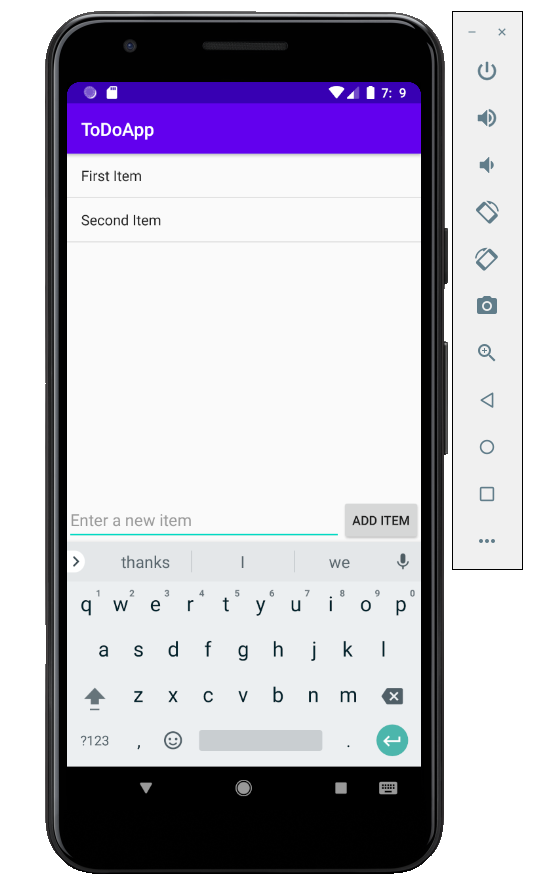 7: 9
ToDoApp
First Item
Second Item
Enter a new item
ADD ITEM
thanks I we
q 1 w 2 e 3 r 4 t 5 y 6 u 7 i 8 o 9 p 0
a s d f g h j k l
z x c v b n m
?123 , .